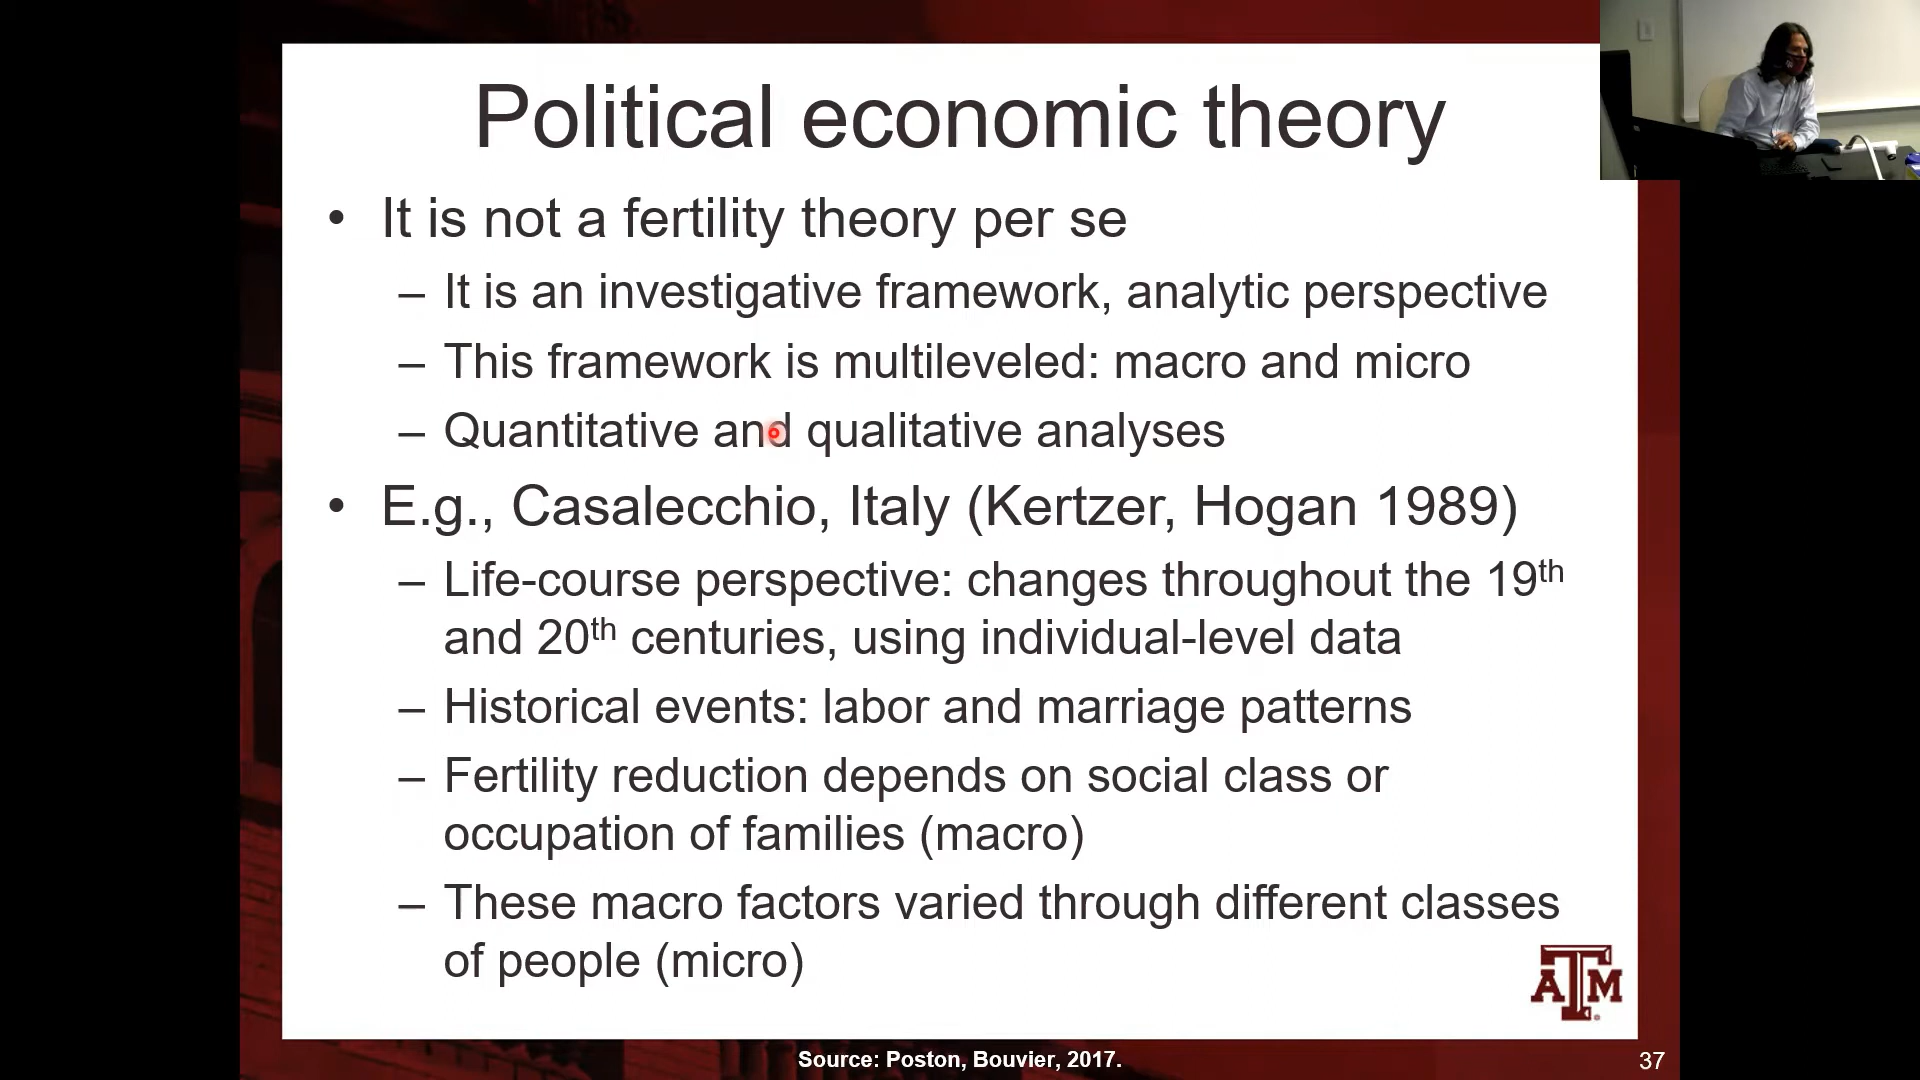 Political economic theory
• It is not a fertility theory per se
– It is an investigative framework, analytic perspective
– This framework is multileveled: macro and micro
– Quantitative and qualitative analyses
• E.g., Casalecchio, Italy (Kertzer, Hogan 1989)
– Life-course perspective: changes throughout the 19th
and 20th centuries, using individual-level data
– Historical events: labor and marriage patterns
– Fertility reduction depends on social class or
occupation of families (macro)
– These macro factors varied through different classes
of people (micro)
ATM
Source: Poston, Bouvier, 2017.
37